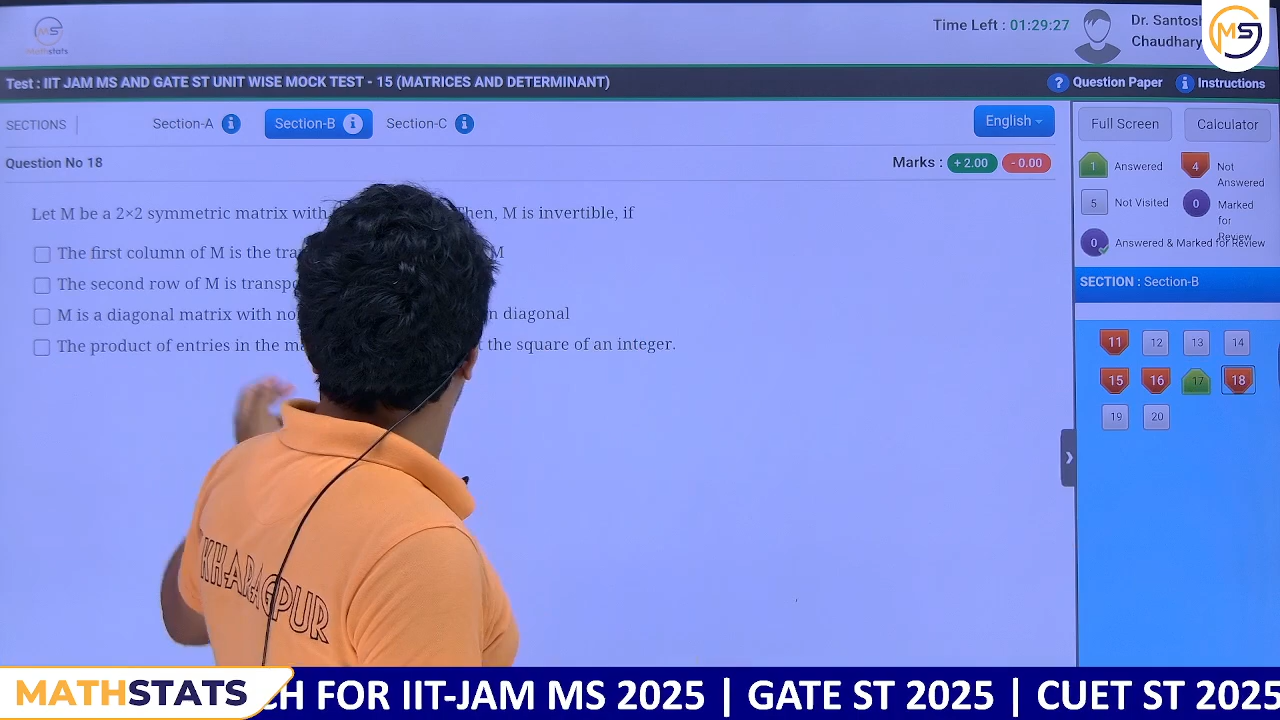 MS
Mathstats
Time Left : 01:29:27
Dr. Santosh
Chaudhary
MS
Test : IIT JAM MS AND GATE ST UNIT WISE MOCK TEST - 15 (MATRICES AND DETERMINANT)
? Question Paper i Instructions
SECTIONS Section-A i Section-B i Section-C i English
Full Screen Calculator
Question No 18 Marks : + 2.00 - 0.00
1 Answered 4 Not Answered
5 Not Visited 0 Marked for Review
0 Answered & Marked for Review
Let M be a 2×2 symmetric matrix with Then, M is invertible, if
The first column of M is the M
The second row of M is
M is a diagonal matrix with diagonal
The product of entries in the the square of an integer.
SECTION : Section-B
11 12 13 14
15 16 17 18
19 20
KHARAGPUR
MATHSTATS
CH FOR IIT-JAM MS 2025 | GATE ST 2025 | CUET ST 2025